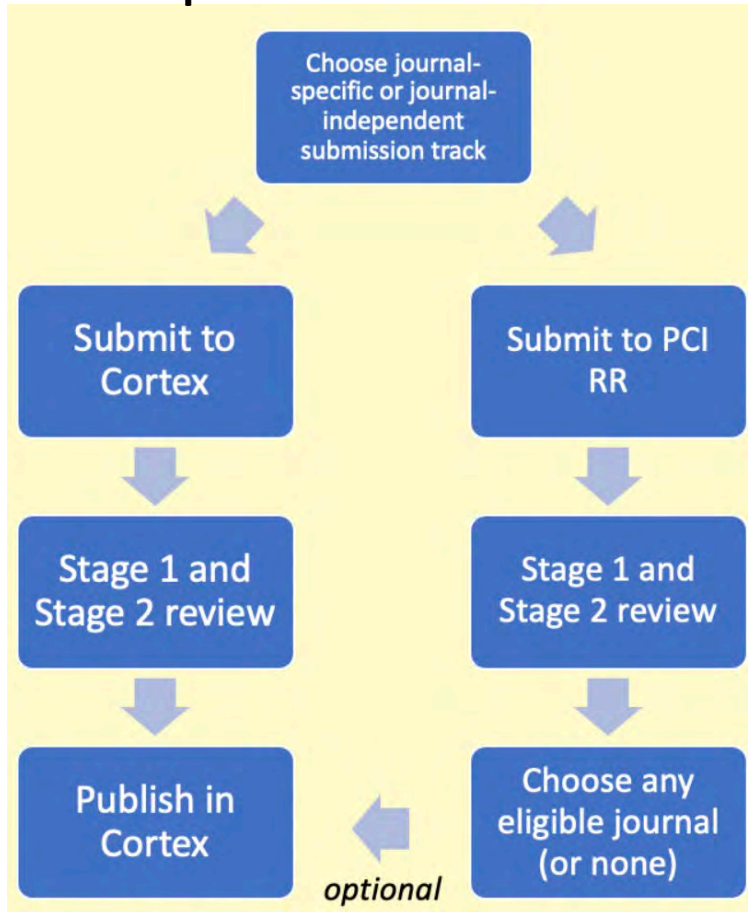 Choose journal-
specific or journal-
independent
submission track
Submit to
Cortex
Submit to PCI
RR
Stage 1 and
Stage 2 review
Stage 1 and
Stage 2 review
Publish in
Cortex
Choose any
eligible journal
(or none)
optional